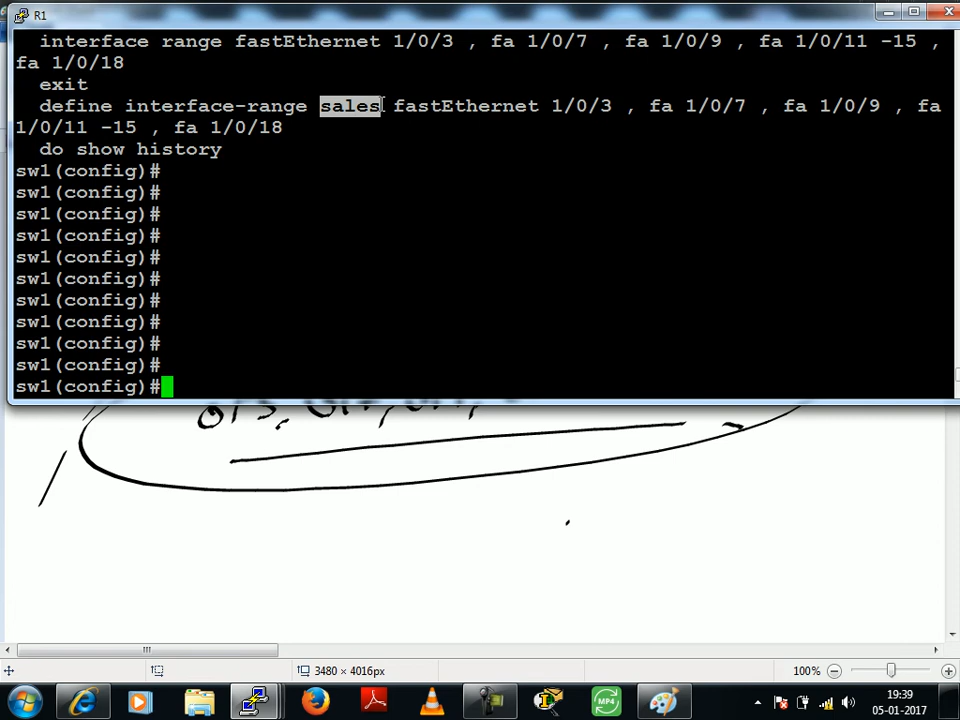 R1
interface range fastEthernet 1/0/3 , fa 1/0/7 , fa 1/0/9 , fa 1/0/11 -15 ,
fa 1/0/18
exit
define interface-range sales fastEthernet 1/0/3 , fa 1/0/7 , fa 1/0/9 , fa
1/0/11 -15 , fa 1/0/18
do show history
sw1(config)#
sw1(config)#
sw1(config)#
sw1(config)#
sw1(config)#
sw1(config)#
sw1(config)#
sw1(config)#
sw1(config)#
sw1(config)#
sw1(config)#
3480 × 4016px
100%
MP4
19:39
05-01-2017